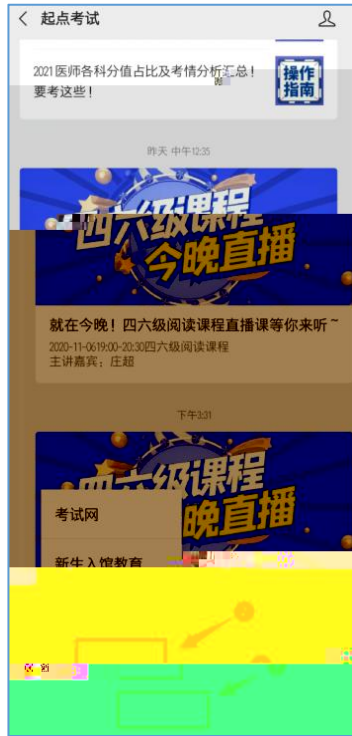 起点考试
2021医师各科分值占比及考情分析汇总！
要考这些！
操作
指南
昨天 中午12:35
四六级课程
今晚直播
就在今晚！四六级阅读课程直播课等你来听~
2020-11-0619:00-20:30四六级阅读课程
主讲嘉宾：庄超
下午3:31
四六级课程
晚直播
考试网
新生入馆教育